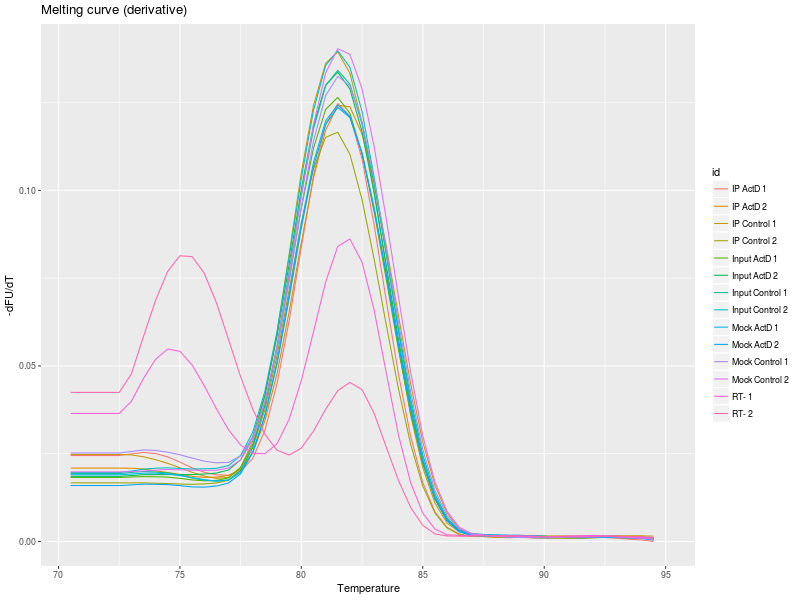 Melting curve (derivative)
-dFU/dT
0.10
0.05
0.00
70
75
80
85
90
95
Temperature
id
IP ActD 1
IP ActD 2
IP Control 1
IP Control 2
Input ActD 1
Input ActD 2
Input Control 1
Input Control 2
Mock ActD 1
Mock ActD 2
Mock Control 1
Mock Control 2
RT- 1
RT- 2